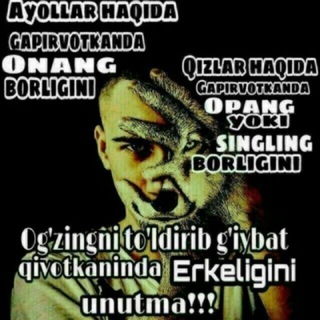 Ayollar haqida
gapirvotkanda
Onang
borligini
Qizlar haqida
Gapirvotkanda
Opang
yoki
singling
borligini
Og'zingni to'ldirib g'iybat
qivotkaninda Erkeligini
unutma!!!